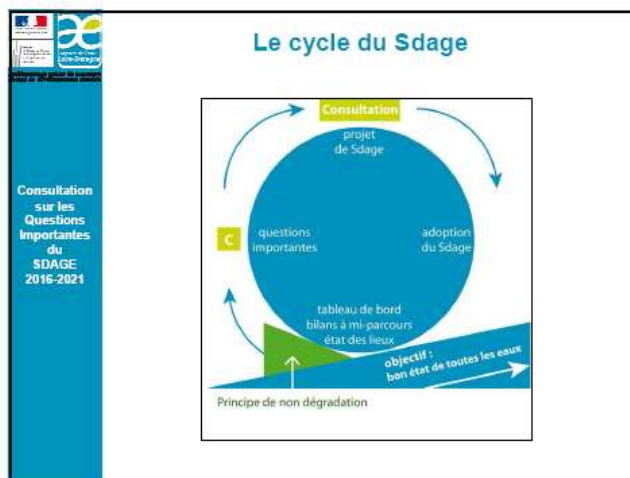 Le cycle du Sdage
Consultation
sur les
Questions
Importantes
du
SDAGE
2016-2021
Consultation
projet
de Sdage
C
questions
importantes
adoption
du Sdage
tableau de bord
bilans à mi-parcours
état des lieux
objectif :
bon état de toutes les eaux
Principe de non dégradation